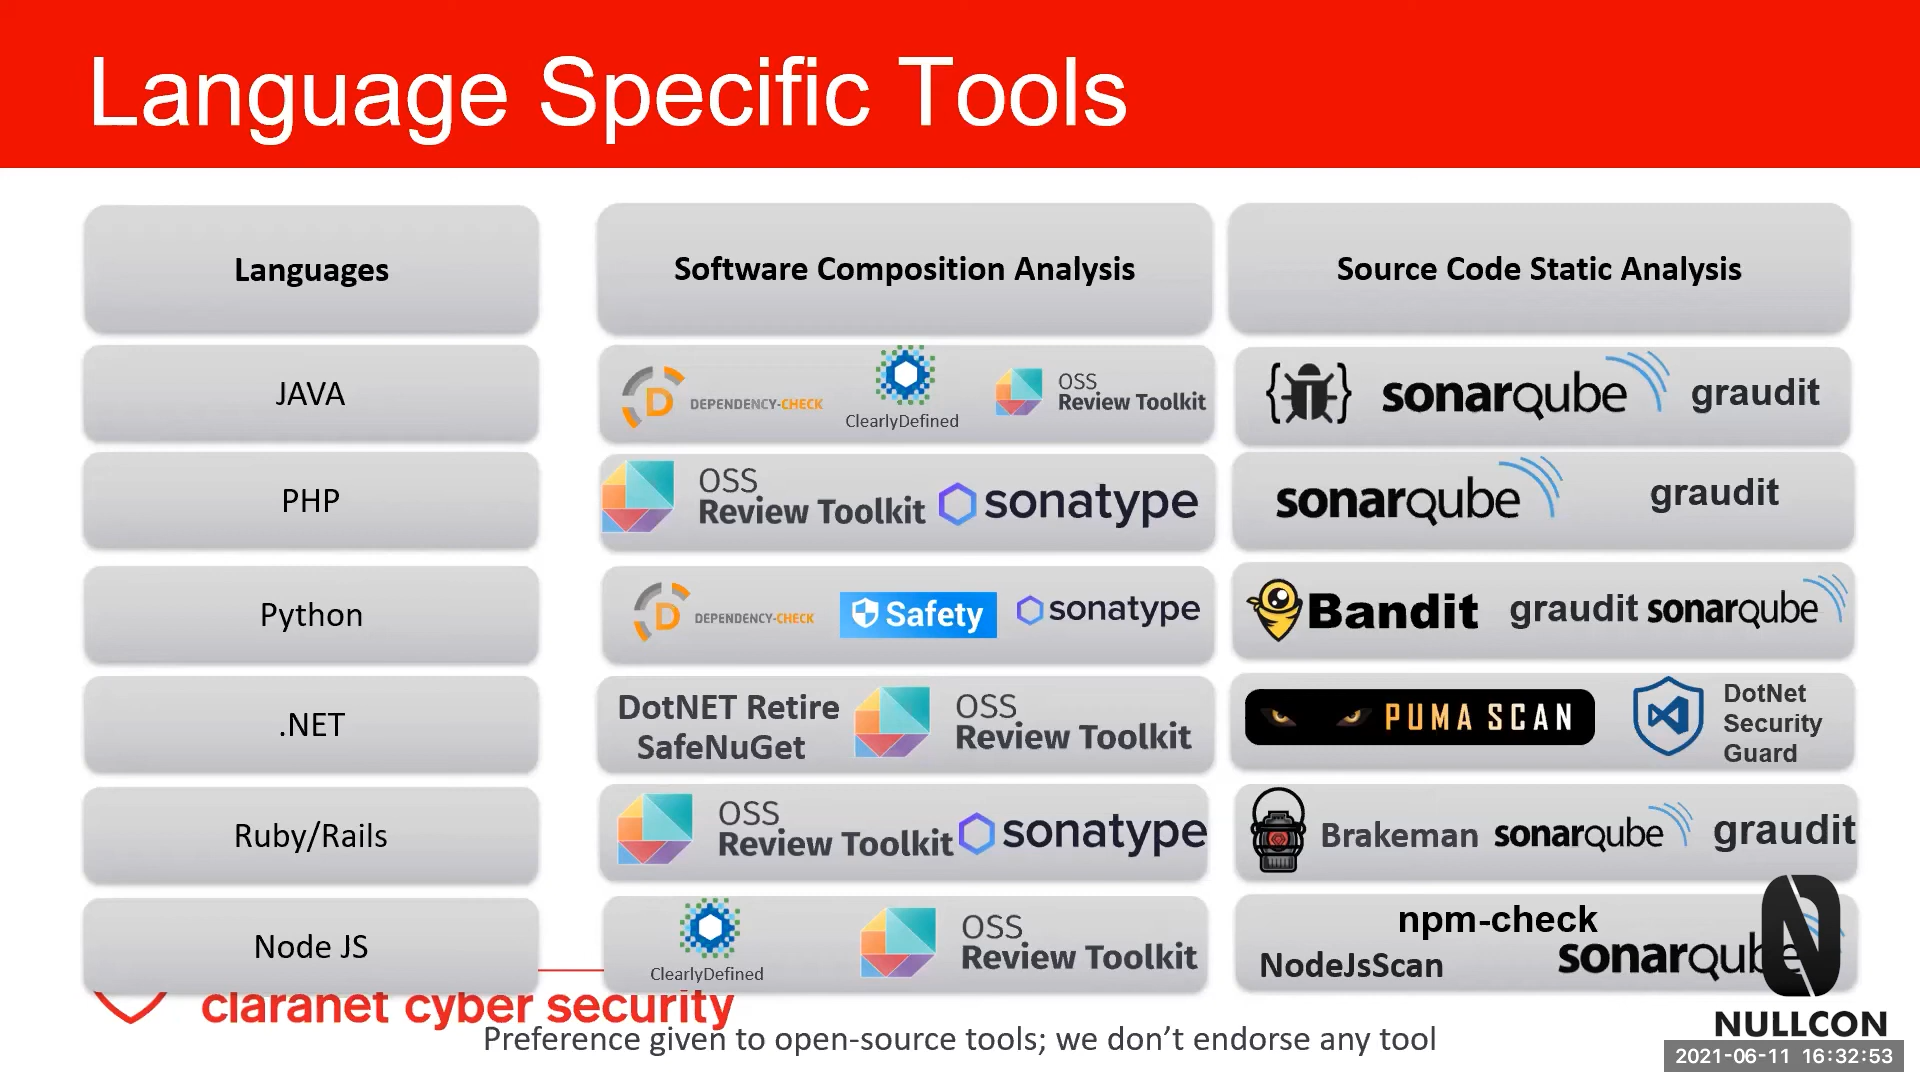 Language Specific Tools
Languages
Software Composition Analysis
Source Code Static Analysis
JAVA
DEPENDENCY-CHECK
ClearlyDefined
OSS
Review Toolkit
sonarqube
graudit
PHP
OSS
Review Toolkit
sonatype
sonarqube
graudit
Python
DEPENDENCY-CHECK
Safety
sonatype
Bandit
graudit
sonarqube
.NET
DotNET Retire
SafeNuGet
OSS
Review Toolkit
PUMA SCAN
DotNet
Security
Guard
Ruby/Rails
OSS
Review Toolkit
sonatype
Brakeman
sonarqube
graudit
Node JS
ClearlyDefined
OSS
Review Toolkit
npm-check
NodeJsScan
sonarqube
claranet cyber security
Preference given to open-source tools; we don’t endorse any tool
NULLCON
2021-06-11 16:32:53